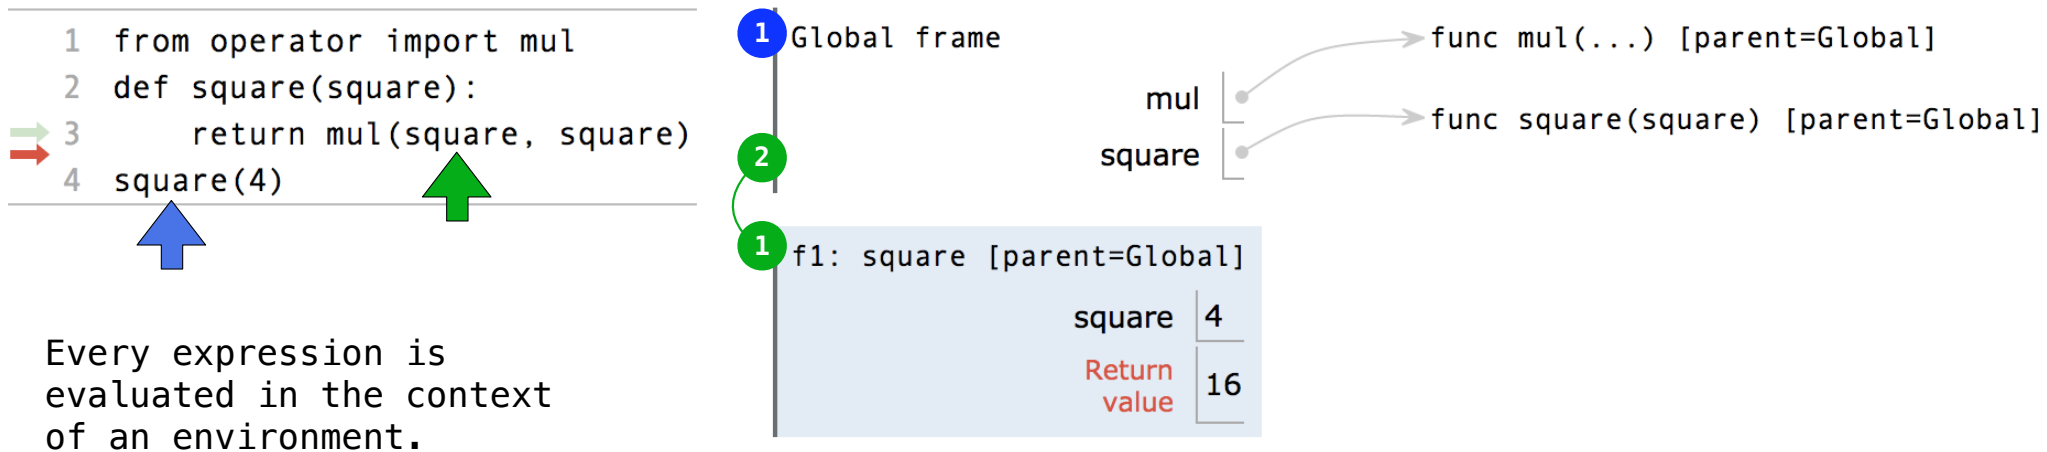 1 from operator import mul
2 def square(square):
3     return mul(square, square)
4 square(4)
Every expression is
evaluated in the context
of an environment.
1 Global frame
mul
func mul(...) [parent=Global]
2
square
func square(square) [parent=Global]
1 f1: square [parent=Global]
square 4
Return
value 16